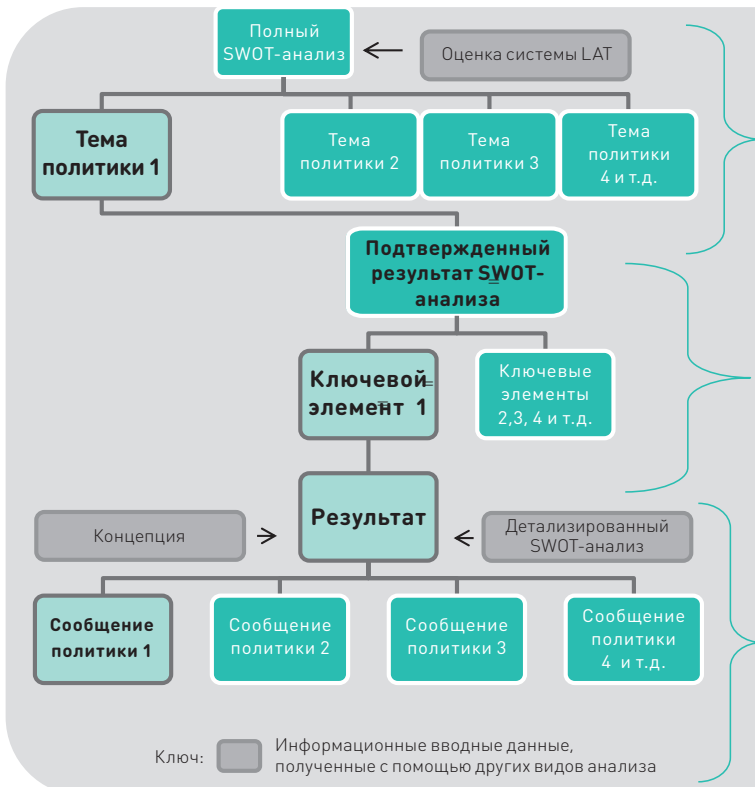 Полный
SWOT-анализ
Оценка системы LAT
Тема
политики 1
Тема
политики 2
Тема
политики 3
Тема
политики
4 и т.д.
Подтвержденный
результат SWOT-
анализа
Ключевой
элемент 1
Ключевые
элементы
2,3, 4 и т.д.
Результат
Концепция
Детализированный
SWOT-анализ
Сообщение
политики 1
Сообщение
политики 2
Сообщение
политики 3
Сообщение
политики
4 и т.д.
Ключ:
Информационные вводные данные,
полученные с помощью других видов анализа